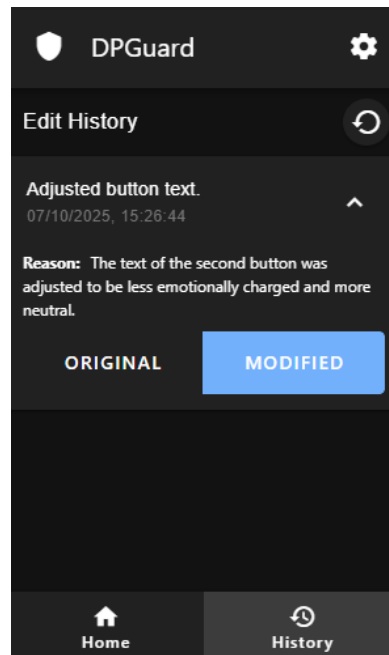 DPGuard
Edit History
Adjusted button text.
07/10/2025, 15:26:44
Reason: The text of the second button was
adjusted to be less emotionally charged and more
neutral.
ORIGINAL MODIFIED
Home History